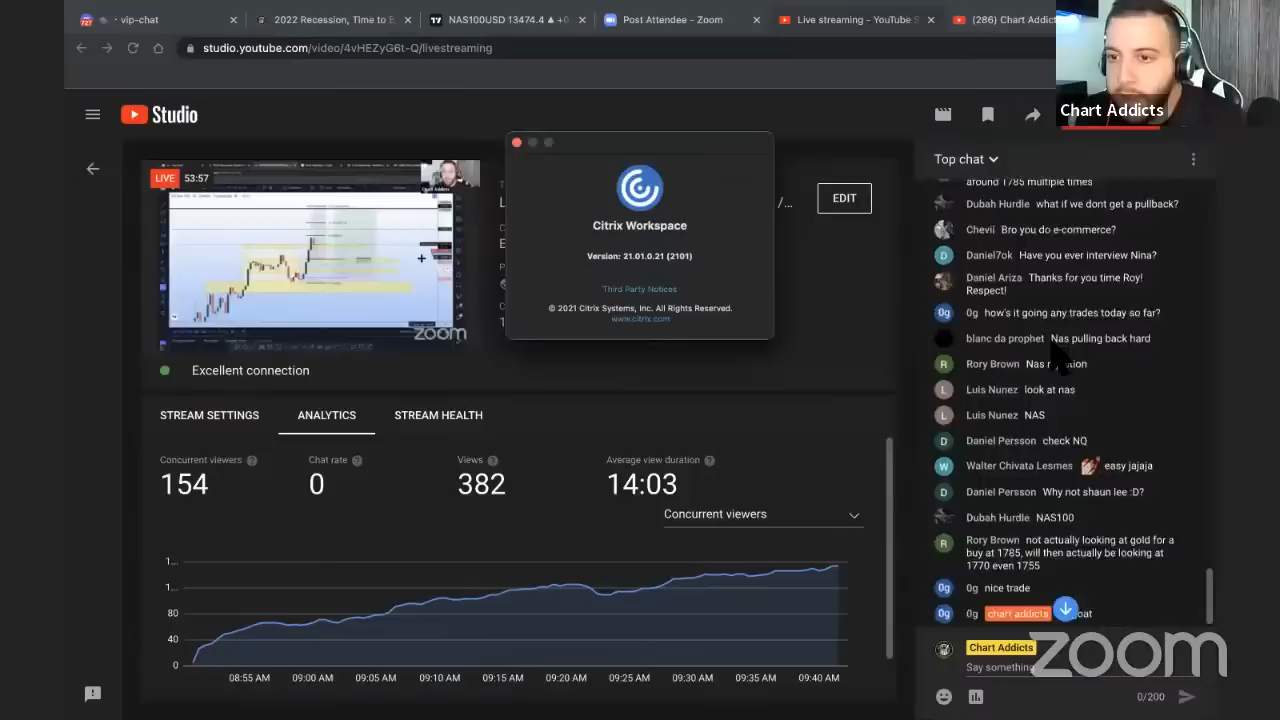 vip-chat
2022 Recession, Time to B
NAS100USD 13474.4 ▲ +0
Post Attendee - Zoom
Live streaming - YouTube S
(286) Chart Addict
studio.youtube.com/video/4vHEZyG6t-Q/livestreaming
Chart Addicts
Studio
LIVE 53:57
zoom
EDIT
Citrix Workspace
Version: 21.01.0.21 (2101)
Third Party Notices
© 2021 Citrix Systems, Inc. All Rights Reserved.
www.citrix.com
Excellent connection
STREAM SETTINGS
ANALYTICS
STREAM HEALTH
Concurrent viewers
154
Chat rate
0
Views
382
Average view duration
14:03
Concurrent viewers
1...
1...
80
40
0
08:55 AM
09:00 AM
09:05 AM
09:10 AM
09:15 AM
09:20 AM
09:25 AM
09:30 AM
09:35 AM
09:40 AM
Top chat
around 1785 multiple times
Dubah Hurdle what if we dont get a pullback?
Chevii Bro you do e-commerce?
Daniel7ok Have you ever interview Nina?
Daniel Ariza Thanks for you time Roy!
Respect!
0g how's it going any trades today so far?
blanc da prophet Nas pulling back hard
Rory Brown Nas
Luis Nunez look at nas
Luis Nunez NAS
Daniel Persson check NQ
Walter Chivata Lesmes easy jajaja
Daniel Persson Why not shaun lee :D?
Dubah Hurdle NAS100
Rory Brown not actually looking at gold for a
buy at 1785, will then actually be looking at
1770 even 1755
0g nice trade
0g chart addicts
Chart Addicts
Say something
0/200
zoom